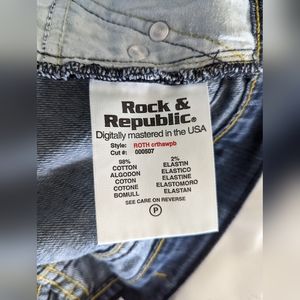 Rock &
Republic®
Digitally mastered in the USA
Style: ROTH crthswpb
Cut #: 000507
98% 2%
COTTON ELASTIN
ALGODON ELASTICO
COTON ELASTINE
COTONE ELASTOMORO
BOMULL ELASTAN
SEE CARE ON REVERSE
P